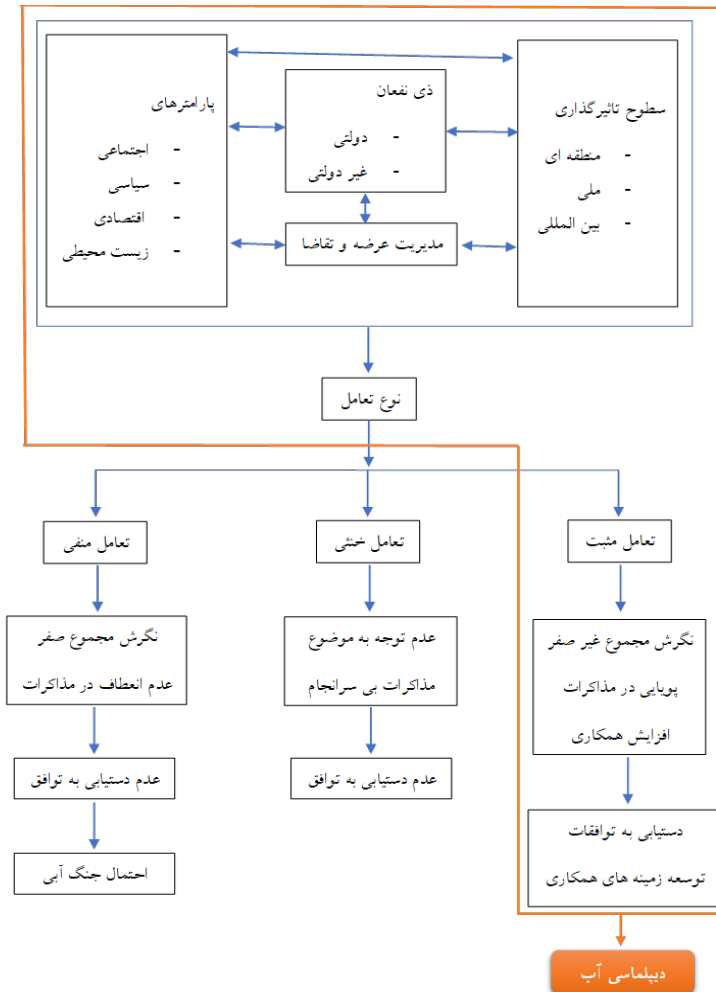 سطوح تاثیرگذاری
- منطقه ای
- ملی
- بین المللی
ذی نفعان
- دولتی
- غیر دولتی
مدیریت عرضه و تقاضا
پارامترهای
- اجتماعی
- سیاسی
- اقتصادی
- زیست محیطی
نوع تعامل
تعامل مثبت
نگرش مجموع غیر صفر
پویایی در مذاکرات
افزایش همکاری
دستیابی به توافقات
توسعه زمینه های همکاری
دیپلماسی آب
تعامل خنثی
عدم توجه به موضوع
مذاکرات بی سرانجام
عدم دستیابی به توافق
تعامل منفی
نگرش مجموع صفر
عدم انعطاف در مذاکرات
عدم دستیابی به توافق
احتمال جنگ آبی